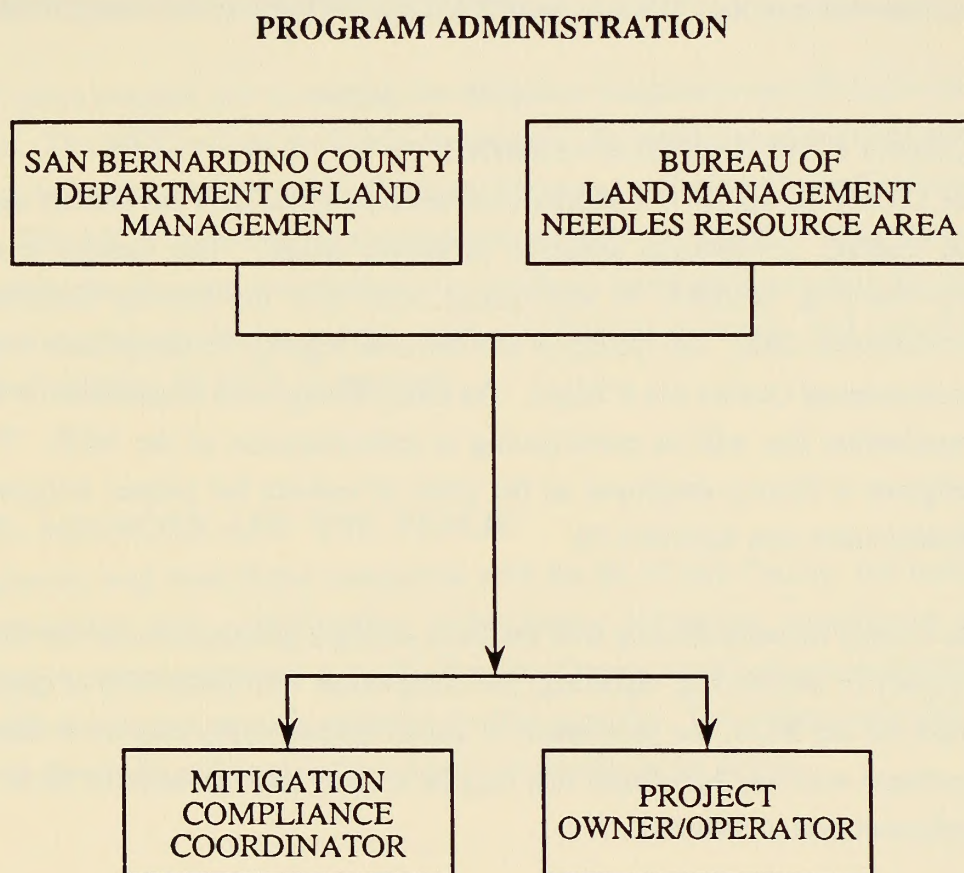 PROGRAM ADMINISTRATION
SAN BERNARDINO COUNTY
DEPARTMENT OF LAND
MANAGEMENT
BUREAU OF
LAND MANAGEMENT
NEEDLES RESOURCE AREA
MITIGATION
COMPLIANCE
COORDINATOR
PROJECT
OWNER/OPERATOR